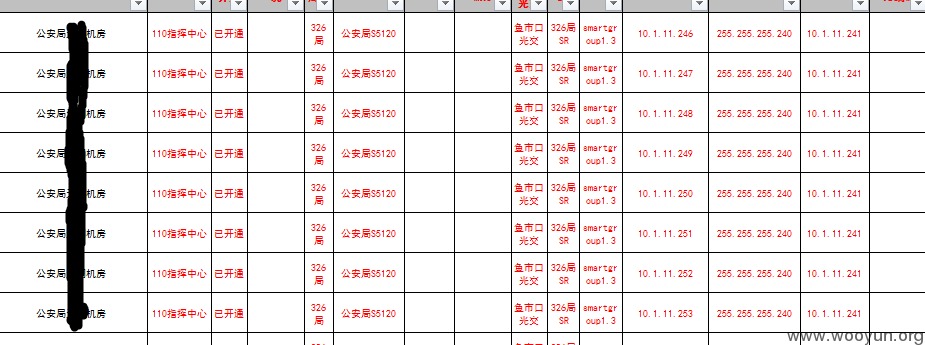 公安局 机房 110指挥中心 已开通 326局 公安局S5120 鱼市口光交 326局SR smartgroup1.3 10.1.11.246 255.255.255.240 10.1.11.241
公安局 机房 110指挥中心 已开通 326局 公安局S5120 鱼市口光交 326局SR smartgroup1.3 10.1.11.247 255.255.255.240 10.1.11.241
公安局 机房 110指挥中心 已开通 326局 公安局S5120 鱼市口光交 326局SR smartgroup1.3 10.1.11.248 255.255.255.240 10.1.11.241
公安局 机房 110指挥中心 已开通 326局 公安局S5120 鱼市口光交 326局SR smartgroup1.3 10.1.11.249 255.255.255.240 10.1.11.241
公安局 机房 110指挥中心 已开通 326局 公安局S5120 鱼市口光交 326局SR smartgroup1.3 10.1.11.250 255.255.255.240 10.1.11.241
公安局 机房 110指挥中心 已开通 326局 公安局S5120 鱼市口光交 326局SR smartgroup1.3 10.1.11.251 255.255.255.240 10.1.11.241
公安局 机房 110指挥中心 已开通 326局 公安局S5120 鱼市口光交 326局SR smartgroup1.3 10.1.11.252 255.255.255.240 10.1.11.241
公安局 机房 110指挥中心 已开通 326局 公安局S5120 鱼市口光交 326局SR smartgroup1.3 10.1.11.253 255.255.255.240 10.1.11.241
326 鱼市口 326局 smartgr
www.wooyun.org